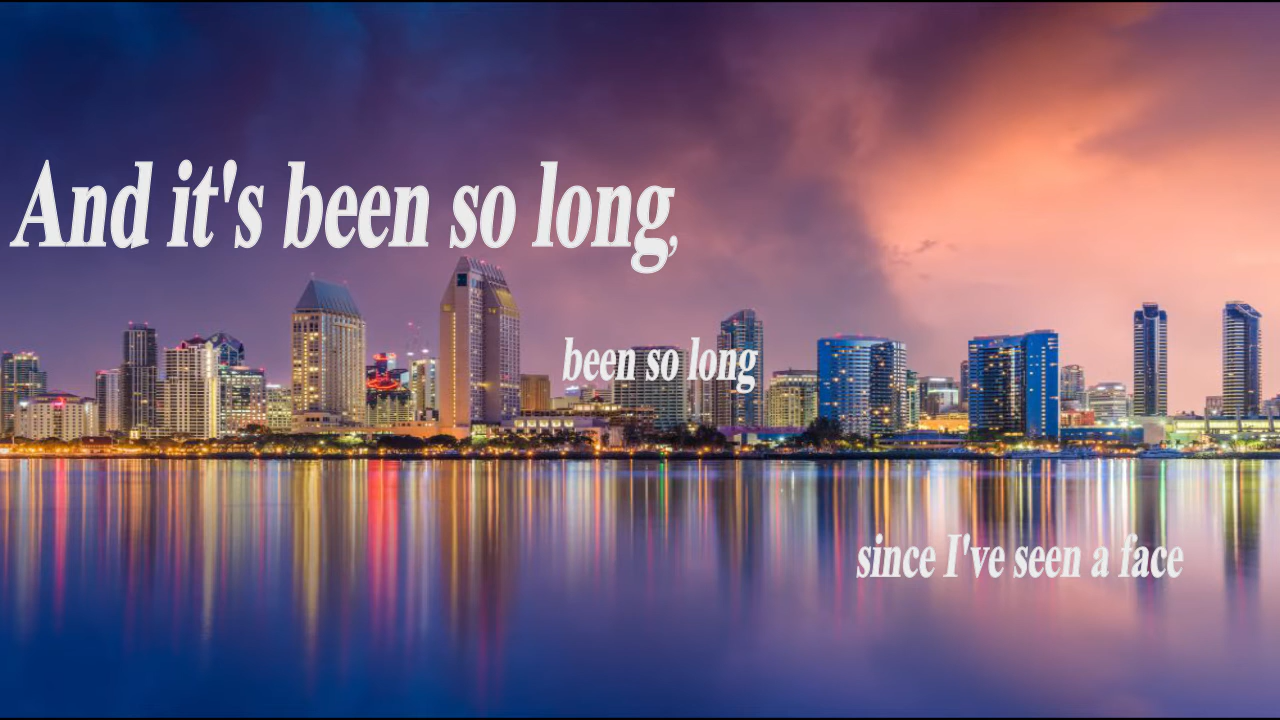 And it's been so long,
been so long
since I've seen a face